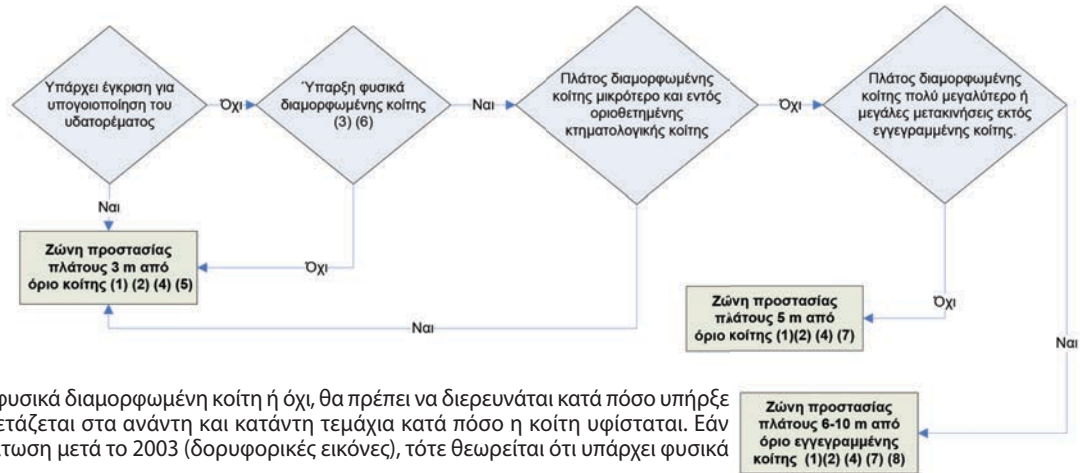 Υπάρχει έγκριση για
υπογοιοποίηση του
υδατορέματος
Όχι
Ύπαρξη φυσικά
διαμορφωμένης κοίτης
(3) (6)
Ναι
Πλάτος διαμορφωμένης
κοίτης μικρότερο και εντός
οριοθετημένης
κτηματολογικής κοίτης
Όχι
Πλάτος διαμορφωμένης
κοίτης πολύ μεγαλύτερο ή
μεγάλες μετακινήσεις εκτός
εγγεγραμμένης κοίτης.
Ναι
Ζώνη προστασίας
πλάτους 3 m από
όριο κοίτης (1) (2) (4) (5)
Όχι
Ναι
Ζώνη προστασίας
πλάτους 5 m από
όριο κοίτης (1)(2) (4) (7)
Όχι
Ναι
Ζώνη προστασίας
πλάτους 6-10 m από
όριο εγγεγραμμένης
κοίτης (1)(2) (4) (7) (8)
φυσικά διαμορφωμένη κοίτη ή όχι, θα πρέπει να διερευνάται κατά πόσο υπήρξε
ετάζεται στα ανάντη και κατάντη τεμάχια κατά πόσο η κοίτη υφίσταται. Εάν
τωση μετά το 2003 (δορυφορικές εικόνες), τότε θεωρείται ότι υπάρχει φυσικά